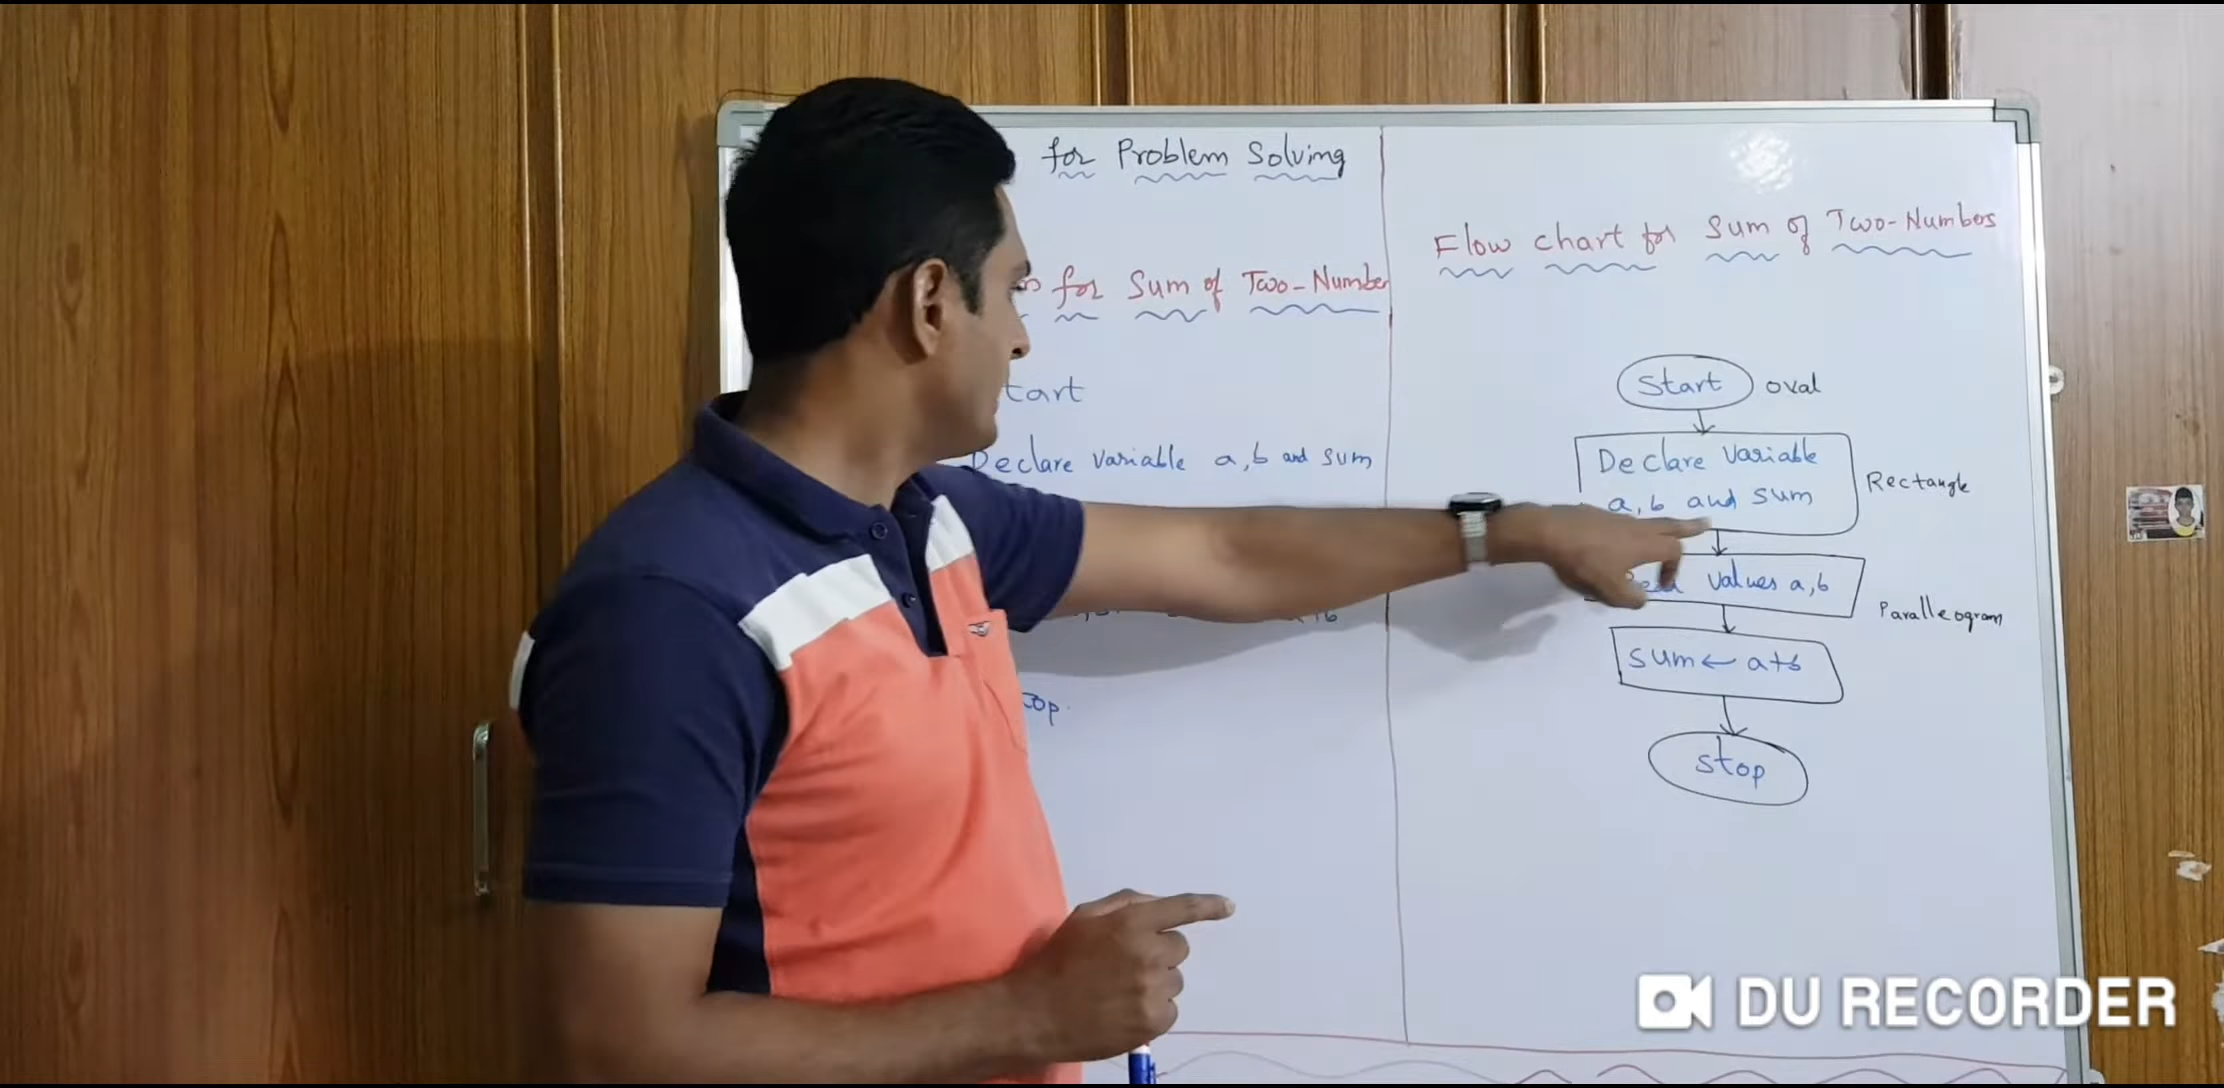 for Problem Solving
for Sum of Two-Number
tart
Declare Variable a,b and sum
top.
Flow chart for Sum of Two-Numbers
Start
oval
Declare Variable
a,b and sum
Rectangle
values a,b
Paralleogram
sum ← a+b
stop
DU RECORDER